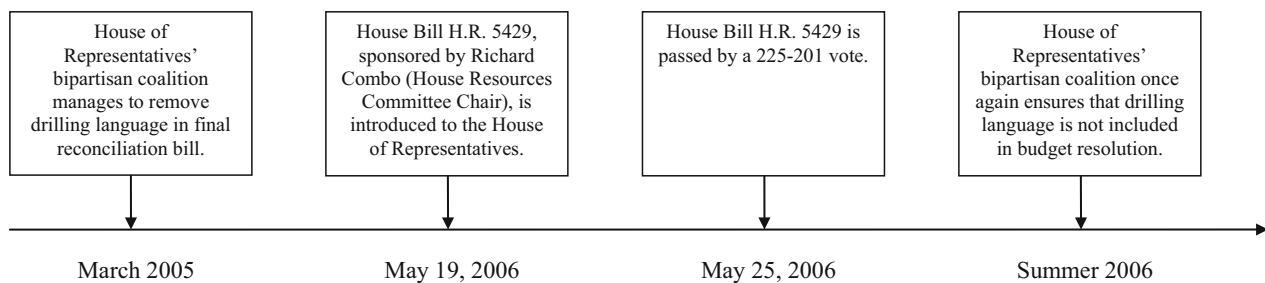 House of
Representatives’
bipartisan coalition
manages to remove
drilling language in final
reconciliation bill.
House Bill H.R. 5429,
sponsored by Richard
Combo (House Resources
Committee Chair), is
introduced to the House
of Representatives.
House Bill H.R. 5429 is
passed by a 225-201 vote.
House of
Representatives’
bipartisan coalition once
again ensures that drilling
language is not included
in budget resolution.
March 2005
May 19, 2006
May 25, 2006
Summer 2006